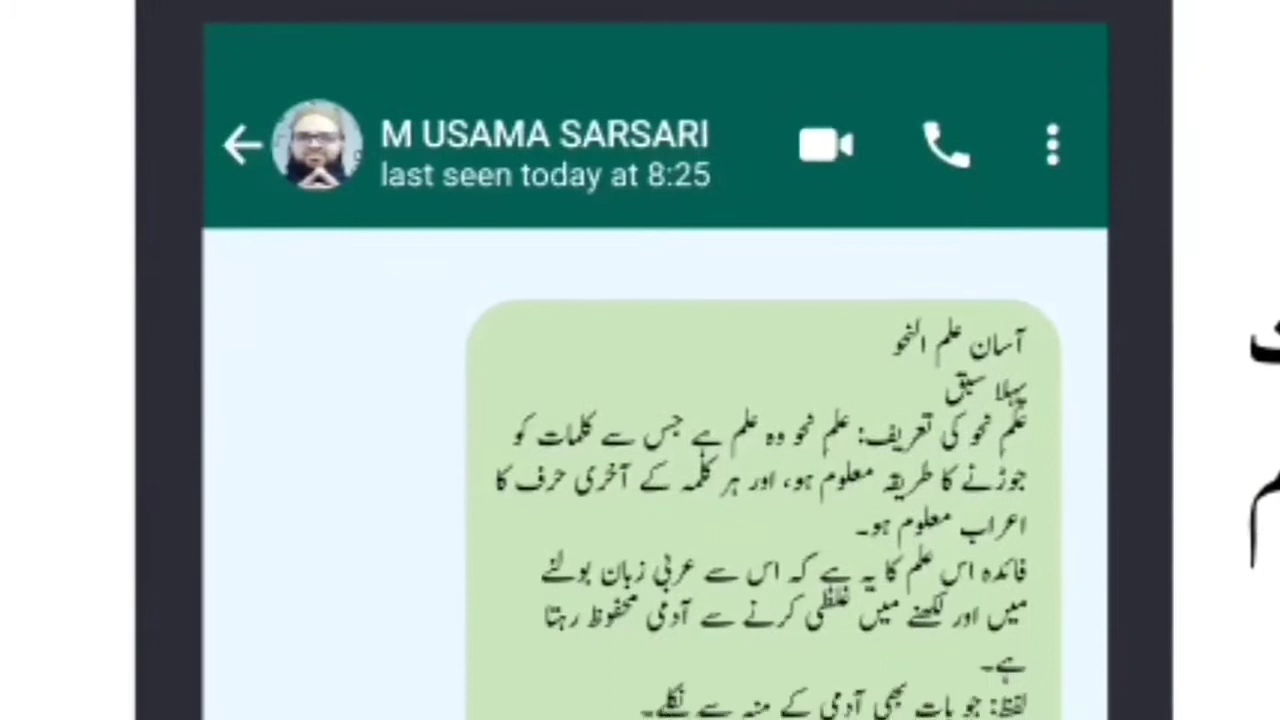 M USAMA SARSARI
last seen today at 8:25
آسان علم النحو
پہلا سبق
علمِ نحو کی تعریف: علمِ نحو وہ علم ہے جس سے کلمات کو
جوڑنے کا طریقہ معلوم ہو، اور ہر کلمہ کے آخری حرف کا
اعراب معلوم ہو۔
فائدہ اس علم کا یہ ہے کہ اس سے عربی زبان بولنے
میں اور لکھنے میں غلطی کرنے سے آدمی محفوظ رہتا
ہے۔
لفظ: جو بات بھی آدمی کے منہ سے نکلے۔